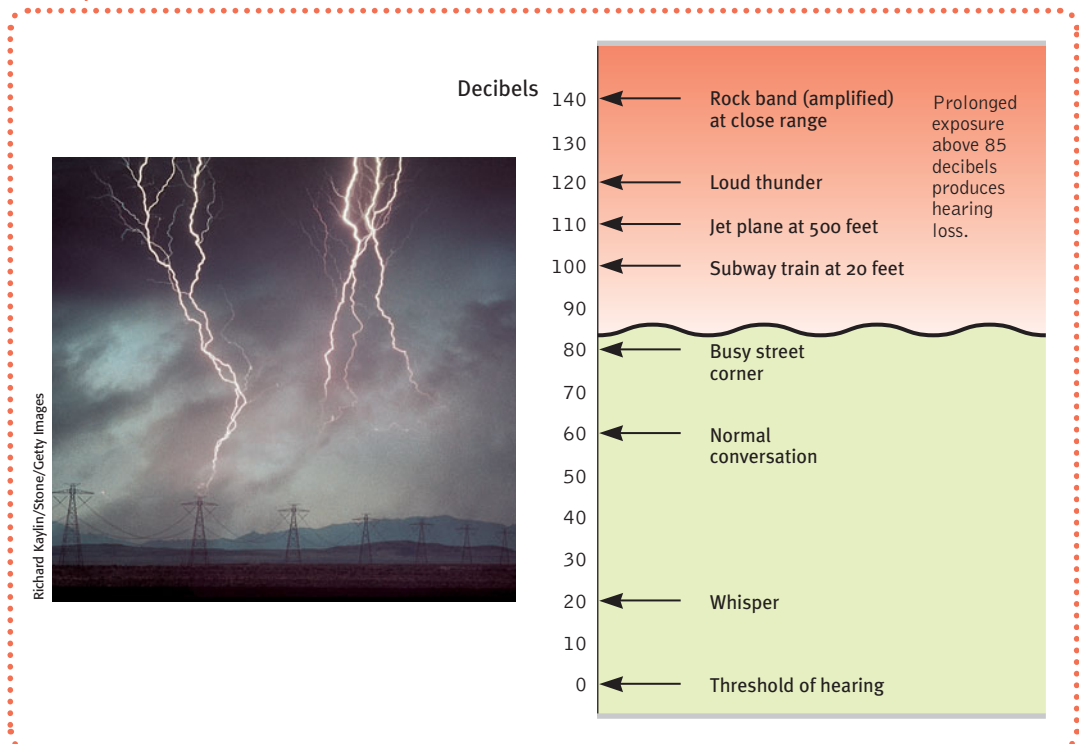 Decibels
140
130
120
110
100
90
80
70
60
50
40
30
20
10
0
Rock band (amplified)
at close range
Loud thunder
Jet plane at 500 feet
Subway train at 20 feet
Busy street
corner
Normal
conversation
Whisper
Threshold of hearing
Prolonged
exposure
above 85
decibels
produces
hearing
loss.
Richard Kaylin/Stone/Getty Images